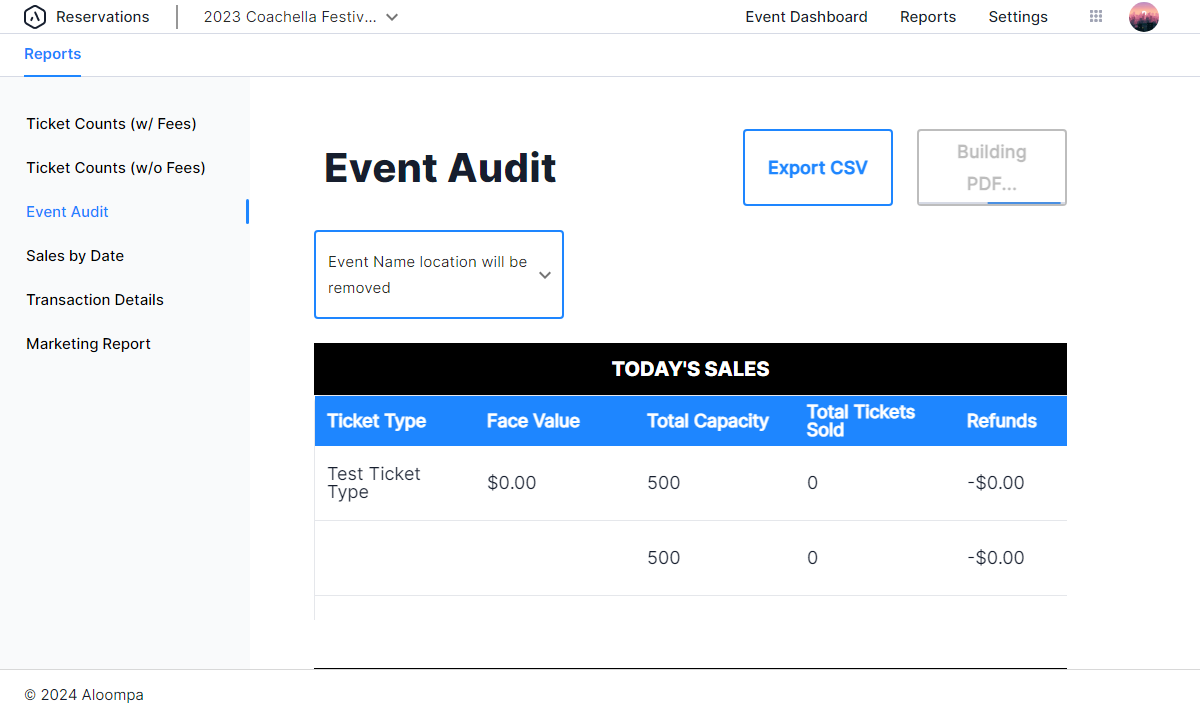 Reservations
2023 Coachella Festiv...
Event Dashboard
Reports
Settings
Reports
Ticket Counts (w/ Fees)
Ticket Counts (w/o Fees)
Event Audit
Sales by Date
Transaction Details
Marketing Report
Event Audit
Export CSV
Building
PDF...
Event Name location will be
removed
TODAY'S SALES
Ticket Type
Face Value
Total Capacity
Total Tickets
Sold
Refunds
Test Ticket
Type
$0.00
500
0
-$0.00
500
0
-$0.00
© 2024 Aloompa